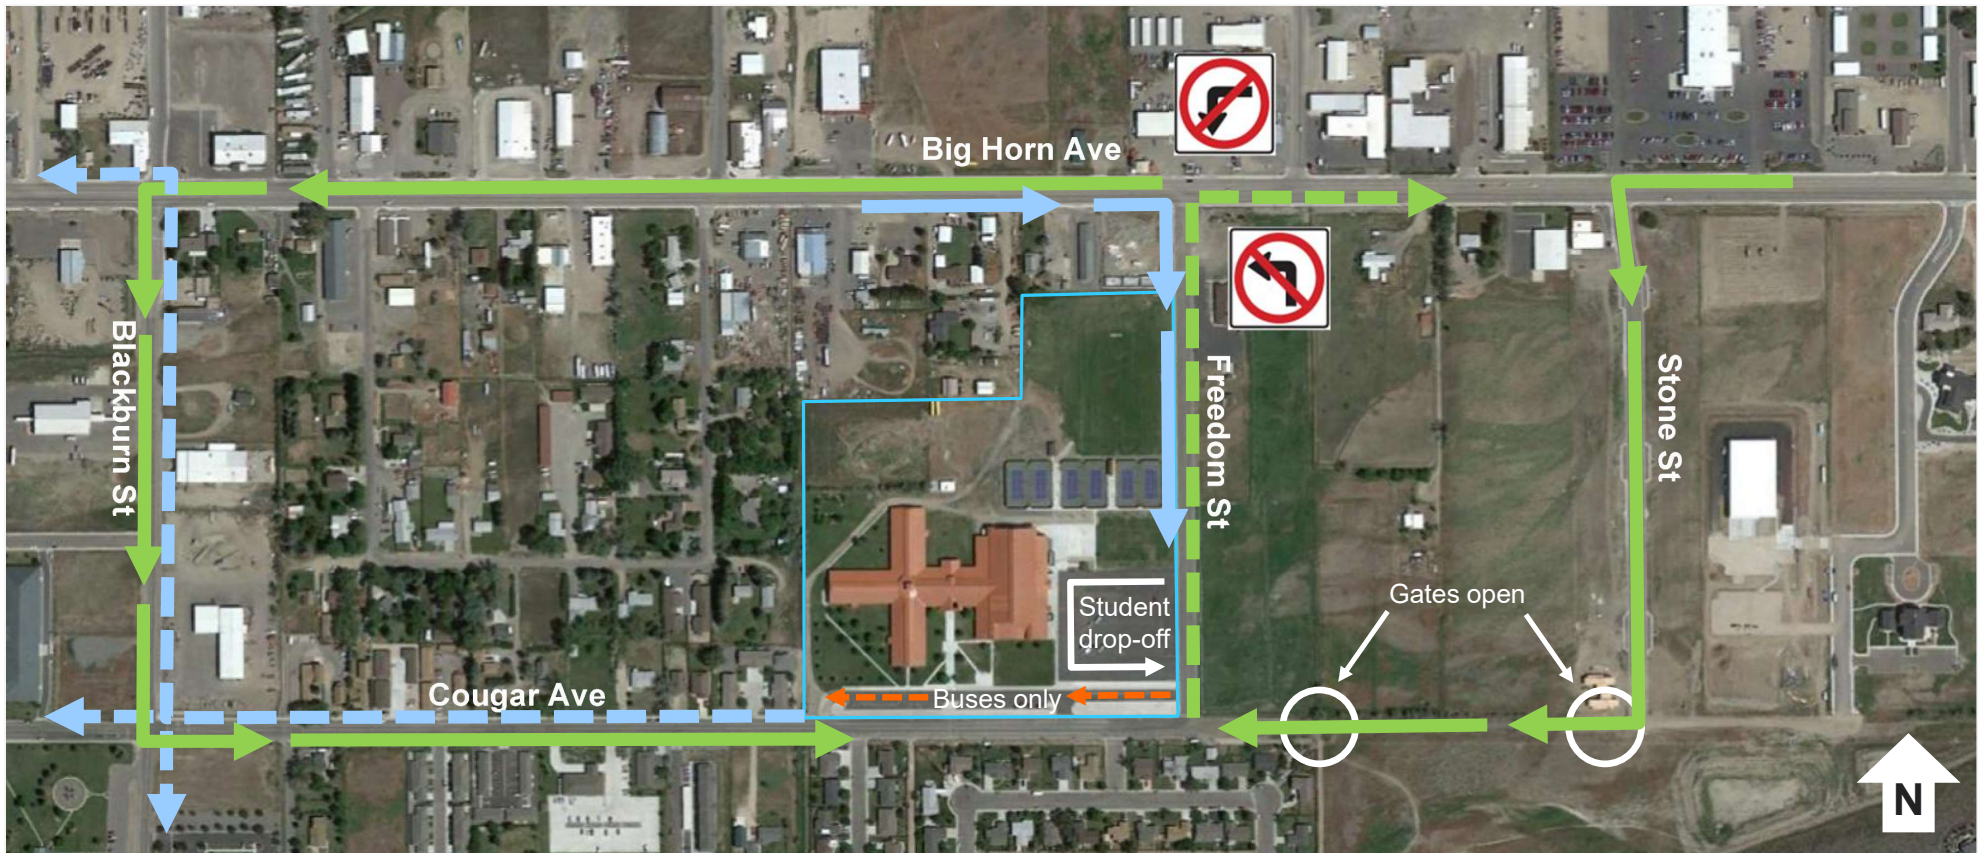 Big Horn Ave
Blackburn St
Freedom St
Stone St
Gates open
Student
drop-off
Cougar Ave
Buses only
N